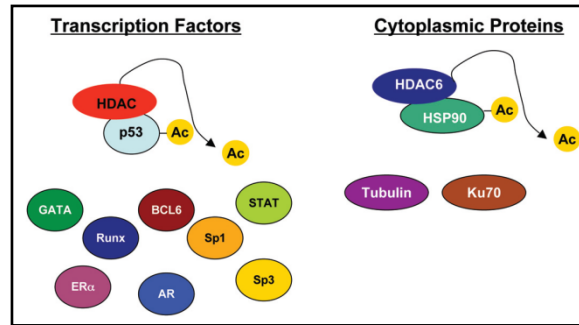 Transcription Factors
HDAC
p53
Ac
Ac
GATA
Runx
BCL6
Sp1
STAT
ERα
AR
Sp3
Cytoplasmic Proteins
HDAC6
HSP90
Ac
Ac
Tubulin
Ku70